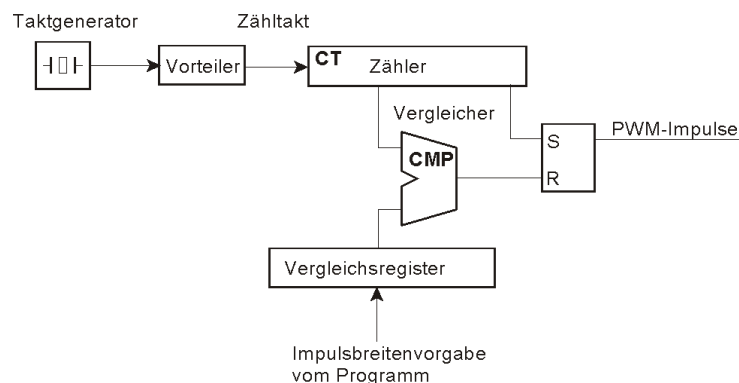 Taktgenerator
Zähltakt
Vorteiler
CT
Zähler
Vergleicher
CMP
S
R
PWM-Impulse
Vergleichsregister
Impulsbreitenvorgabe
vom Programm